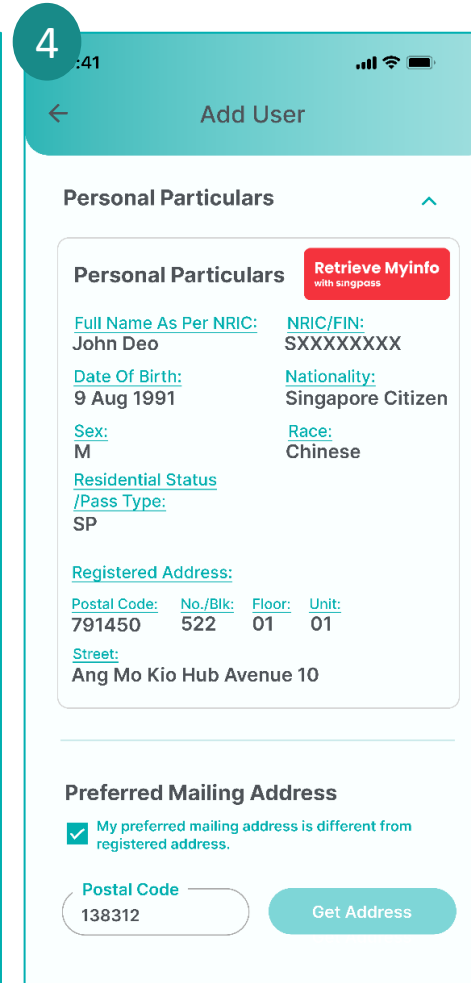 4
:41
Add User
Personal Particulars
Personal Particulars
Retrieve Myinfo
with singpass
Full Name As Per NRIC:
NRIC/FIN:
John Deo
SXXXXXXXX
Date Of Birth:
Nationality:
9 Aug 1991
Singapore Citizen
Sex:
Race:
M
Chinese
Residential Status
/Pass Type:
SP
Registered Address:
Postal Code:
No./Blk:
Floor:
Unit:
791450
522
01
01
Street:
Ang Mo Kio Hub Avenue 10
Preferred Mailing Address
My preferred mailing address is different from
registered address.
Postal Code
138312
Get Address